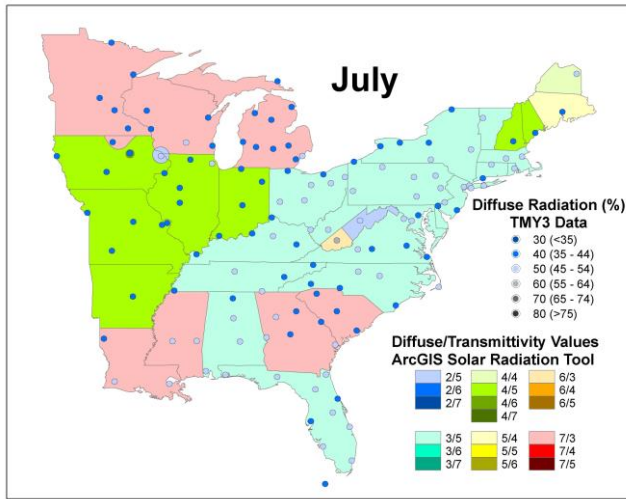 July
Diffuse Radiation (%)
TMY3 Data
30 (<35)
40 (35 - 44)
50 (45 - 54)
60 (55 - 64)
70 (65 - 74)
80 (>75)
Diffuse/Transmittivity Values
ArcGIS Solar Radiation Tool
2/5 4/4 6/3
2/6 4/5 6/4
2/7 4/6 6/5
4/7
3/5 5/4 7/3
3/6 5/5 7/4
3/7 5/6 7/5